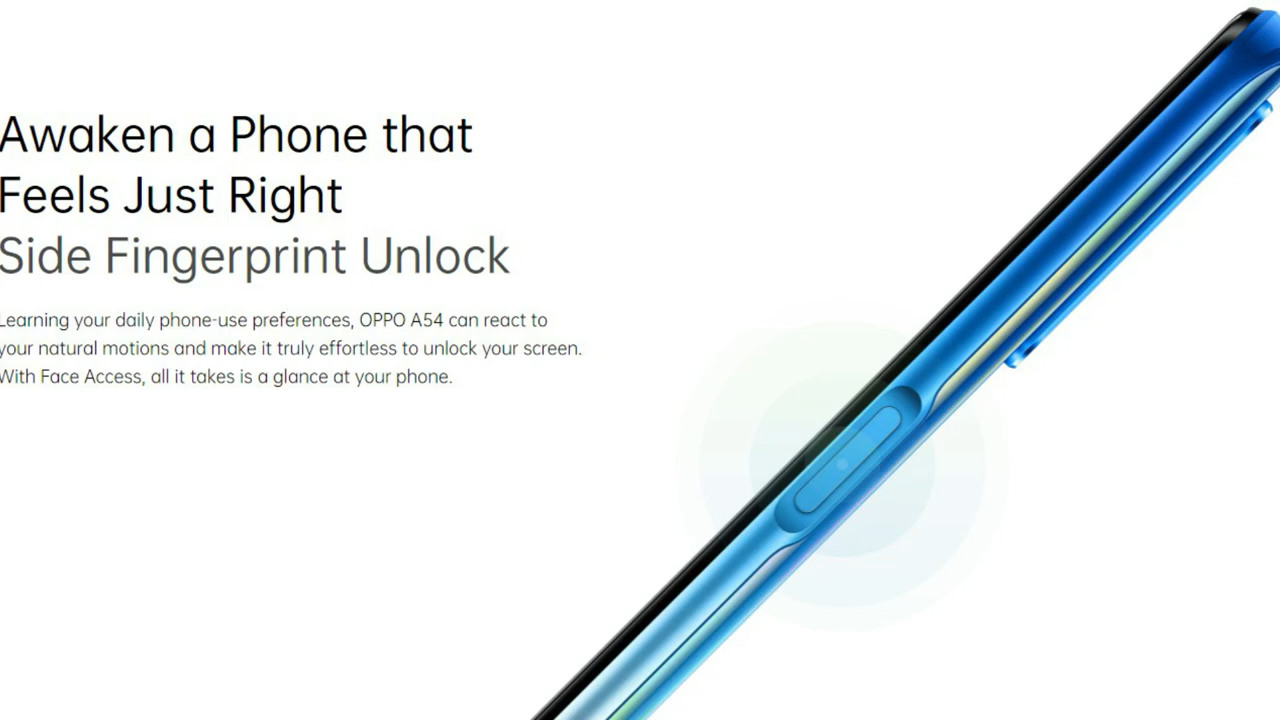 Awaken a Phone that
Feels Just Right
Side Fingerprint Unlock
Learning your daily phone-use preferences, OPPO A54 can react to
your natural motions and make it truly effortless to unlock your screen.
With Face Access, all it takes is a glance at your phone.